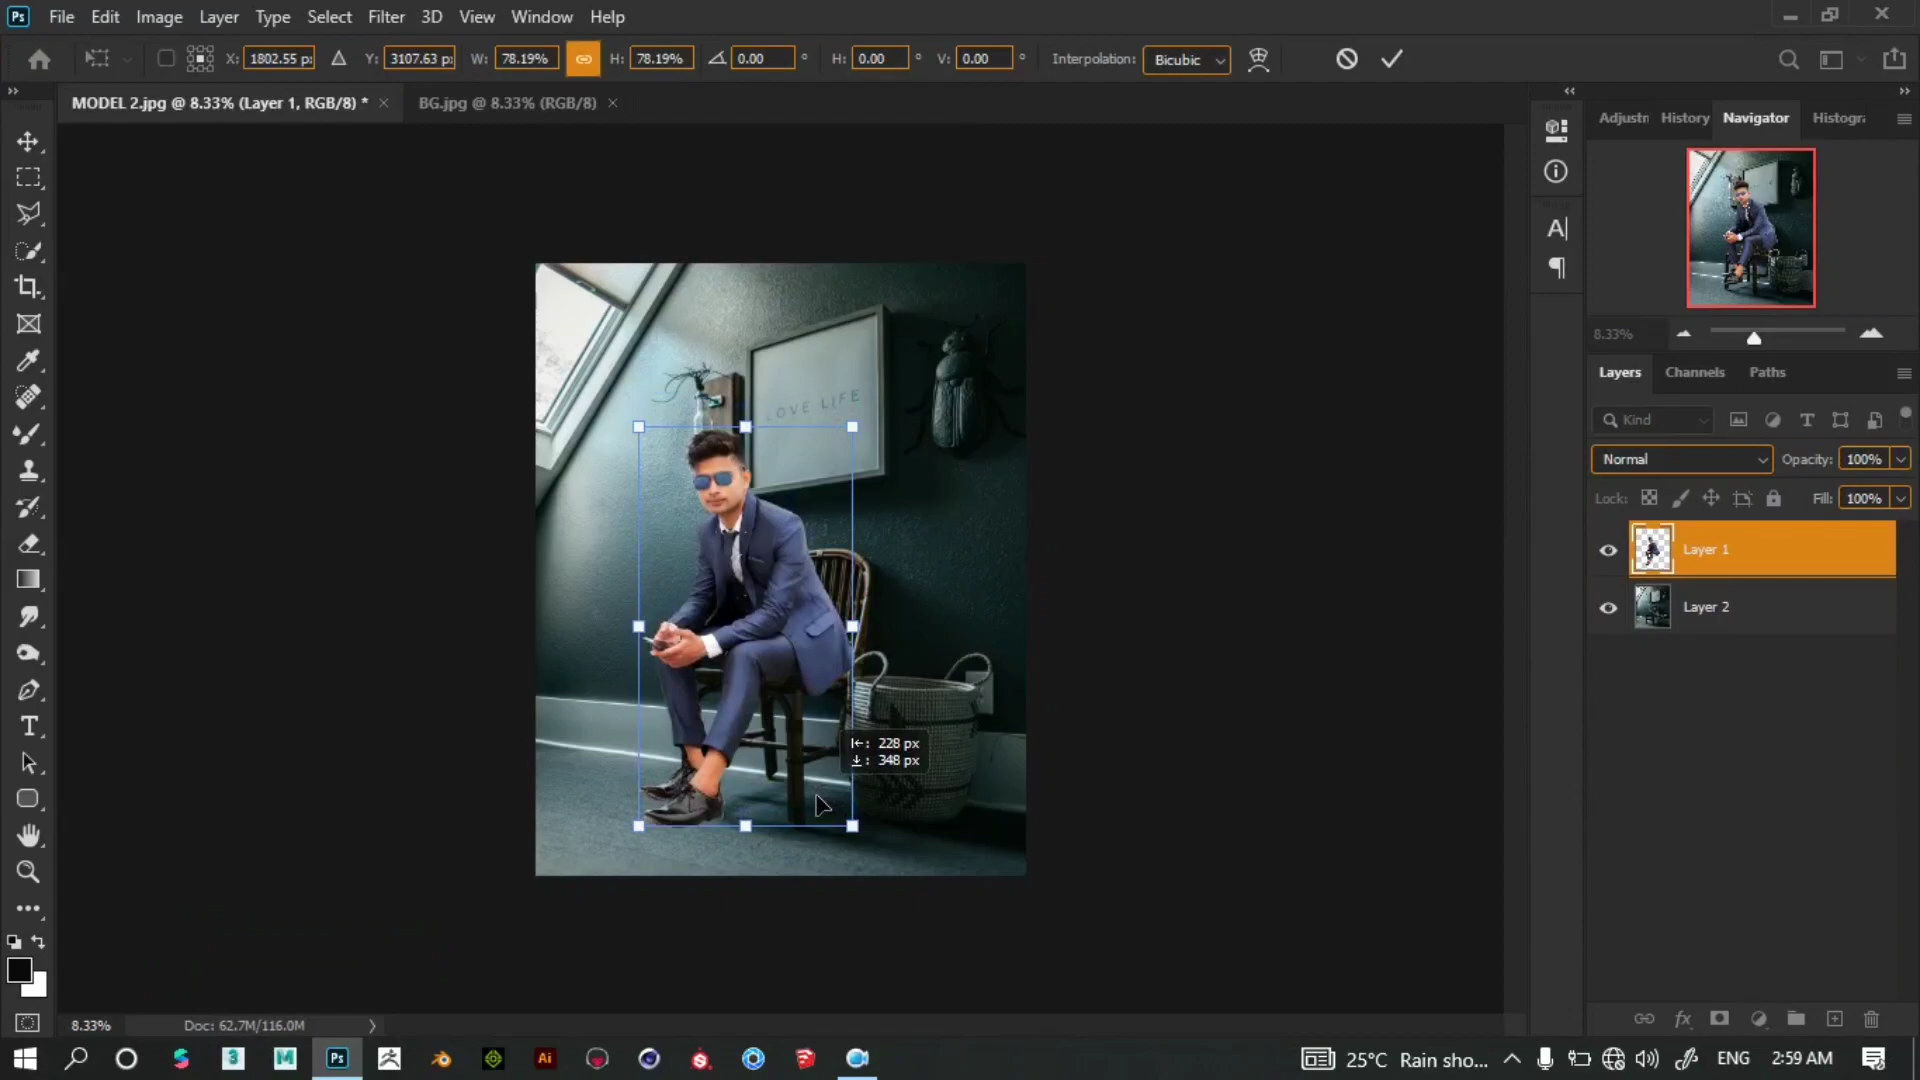 Ps File Edit Image Layer Type Select Filter 3D View Window Help
X: 1802.55 px Y: 3107.63 px W: 78.19% H: 78.19% 0.00 ° H: 0.00 ° V: 0.00 ° Interpolation: Bicubic
MODEL 2.jpg @ 8.33% (Layer 1, RGB/8) * × BG.jpg @ 8.33% (RGB/8) ×
Adjustn History Navigator Histogra
8.33%
Layers Channels Paths
Kind
Normal Opacity: 100%
Lock: Fill: 100%
Layer 1
Layer 2
LOVE LIFE
228 px
348 px
8.33% Doc: 62.7M/116.0M
Ps Ai 25°C Rain sho... ENG 2:59 AM